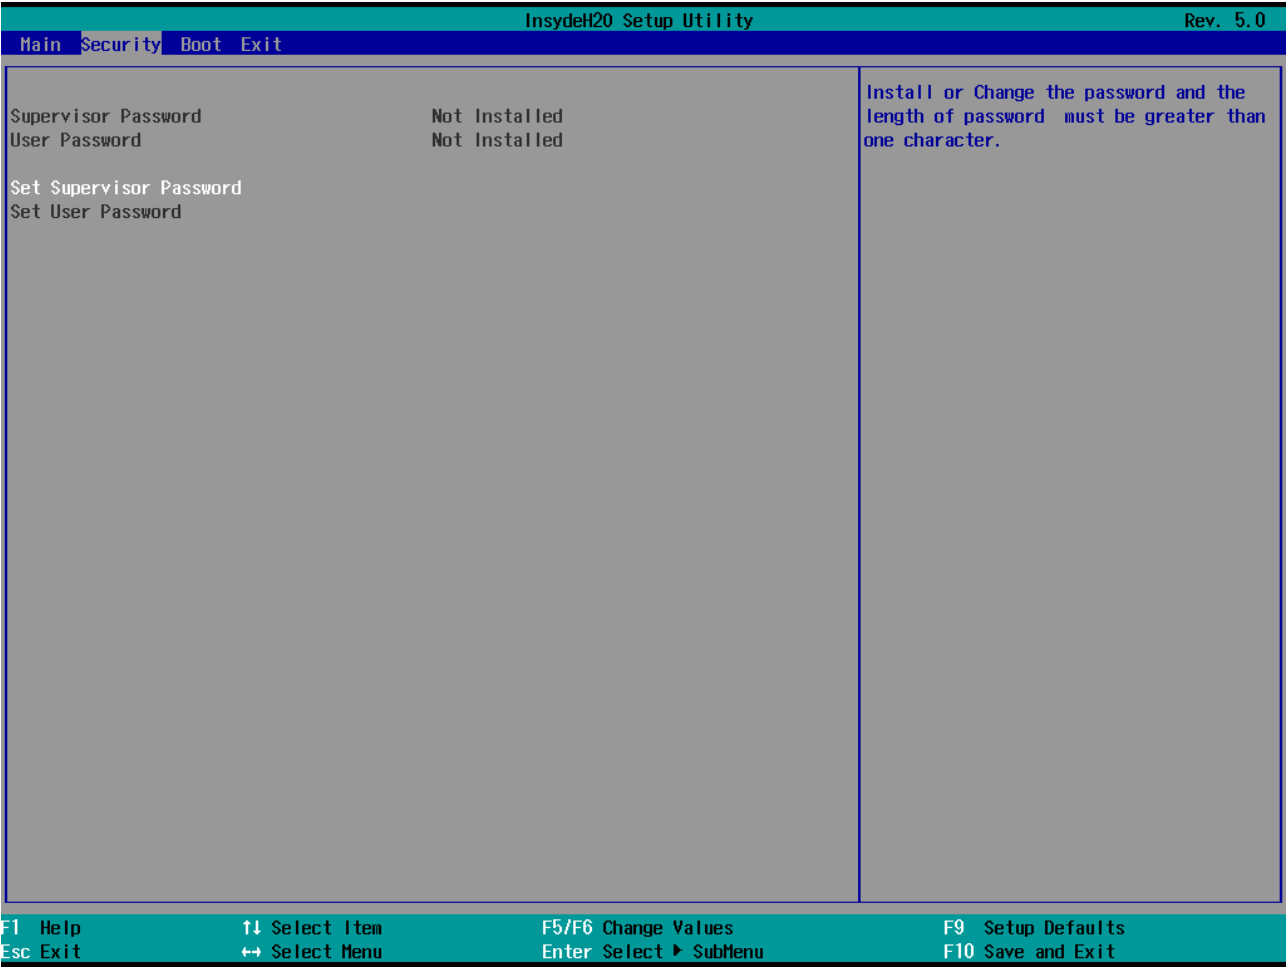 InsydeH20 Setup Utility Rev. 5.0
Main Security Boot Exit
Supervisor Password Not Installed
User Password Not Installed
Set Supervisor Password
Set User Password
Install or Change the password and the
length of password must be greater than
one character.
F1 Help ↑↓ Select Item F5/F6 Change Values F9 Setup Defaults
Esc Exit ↔ Select Menu Enter Select ▶ SubMenu F10 Save and Exit